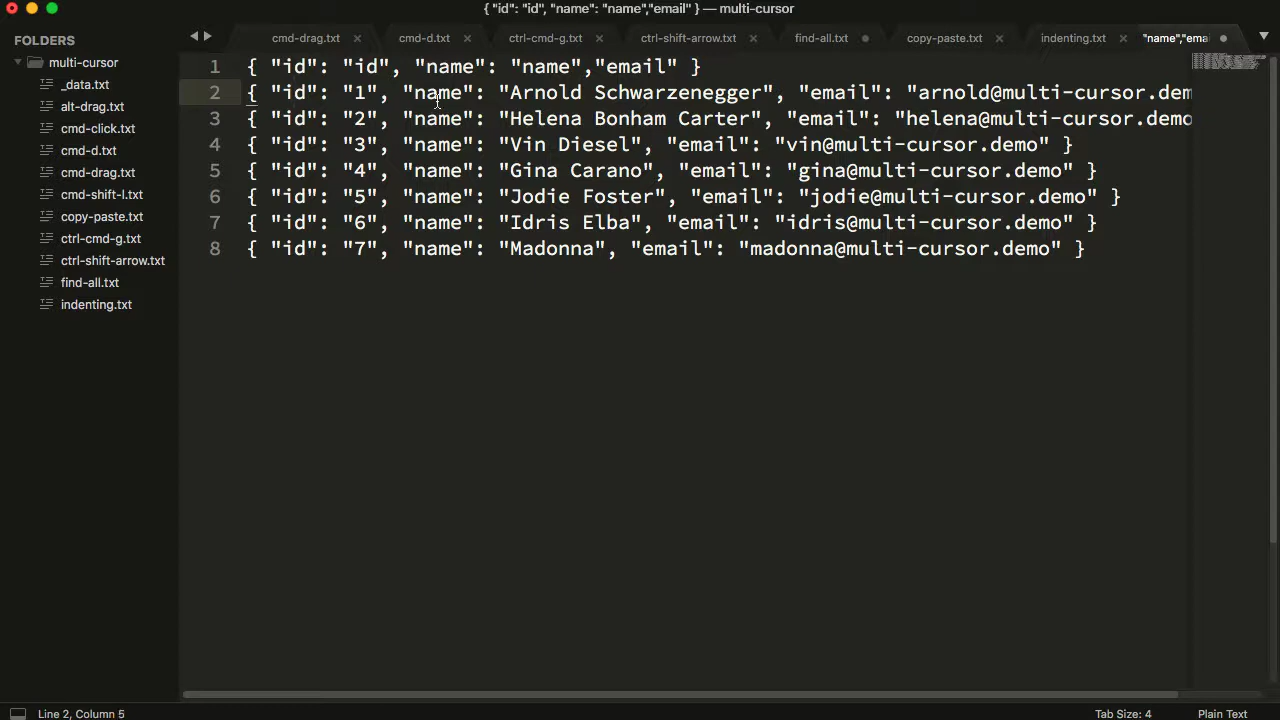 { "id": "id", "name": "name","email" } — multi-cursor
FOLDERS
multi-cursor
_data.txt
alt-drag.txt
cmd-click.txt
cmd-d.txt
cmd-drag.txt
cmd-shift-l.txt
copy-paste.txt
ctrl-cmd-g.txt
ctrl-shift-arrow.txt
find-all.txt
indenting.txt
cmd-drag.txt cmd-d.txt ctrl-cmd-g.txt ctrl-shift-arrow.txt find-all.txt copy-paste.txt indenting.txt "name","ema
1 { "id": "id", "name": "name","email" }
2 { "id": "1", "name": "Arnold Schwarzenegger", "email": "arnold@multi-cursor.dem
3 { "id": "2", "name": "Helena Bonham Carter", "email": "helena@multi-cursor.demo
4 { "id": "3", "name": "Vin Diesel", "email": "vin@multi-cursor.demo" }
5 { "id": "4", "name": "Gina Carano", "email": "gina@multi-cursor.demo" }
6 { "id": "5", "name": "Jodie Foster", "email": "jodie@multi-cursor.demo" }
7 { "id": "6", "name": "Idris Elba", "email": "idris@multi-cursor.demo" }
8 { "id": "7", "name": "Madonna", "email": "madonna@multi-cursor.demo" }
Line 2, Column 5 Tab Size: 4 Plain Text